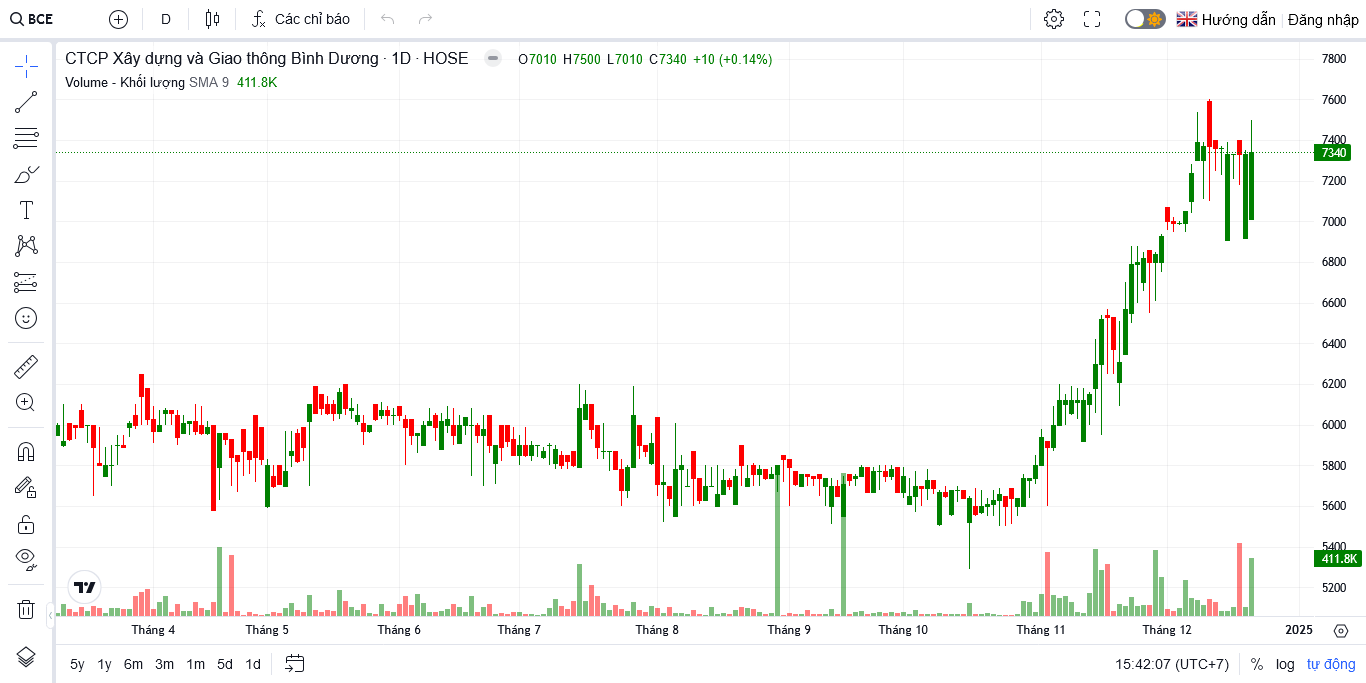 BCE D Các chỉ báo Hướng dẫn Đăng nhập
CTCP Xây dựng và Giao thông Bình Dương · 1D · HOSE O7010 H7500 L7010 C7340 +10 (+0.14%)
Volume - Khối lượng SMA 9 411.8K
7800
7600
7400
7340
7200
7000
6800
6600
6400
6200
6000
5800
5600
5400
411.8K
5200
Tháng 4 Tháng 5 Tháng 6 Tháng 7 Tháng 8 Tháng 9 Tháng 10 Tháng 11 Tháng 12 2025
5y 1y 6m 3m 1m 5d 1d 15:42:07 (UTC+7) % log tự động